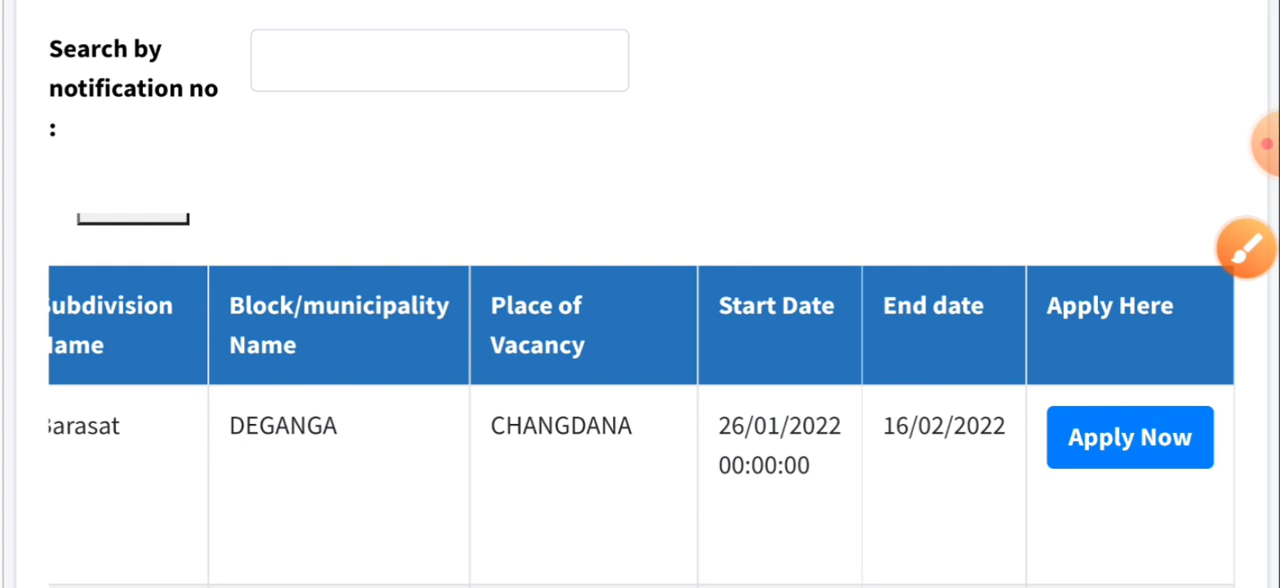 Search by
notification no
:
ubdivision Block/municipality Place of Start Date End date Apply Here
ame Name Vacancy
arasat DEGANGA CHANGDANA 26/01/2022 16/02/2022 Apply Now
00:00:00